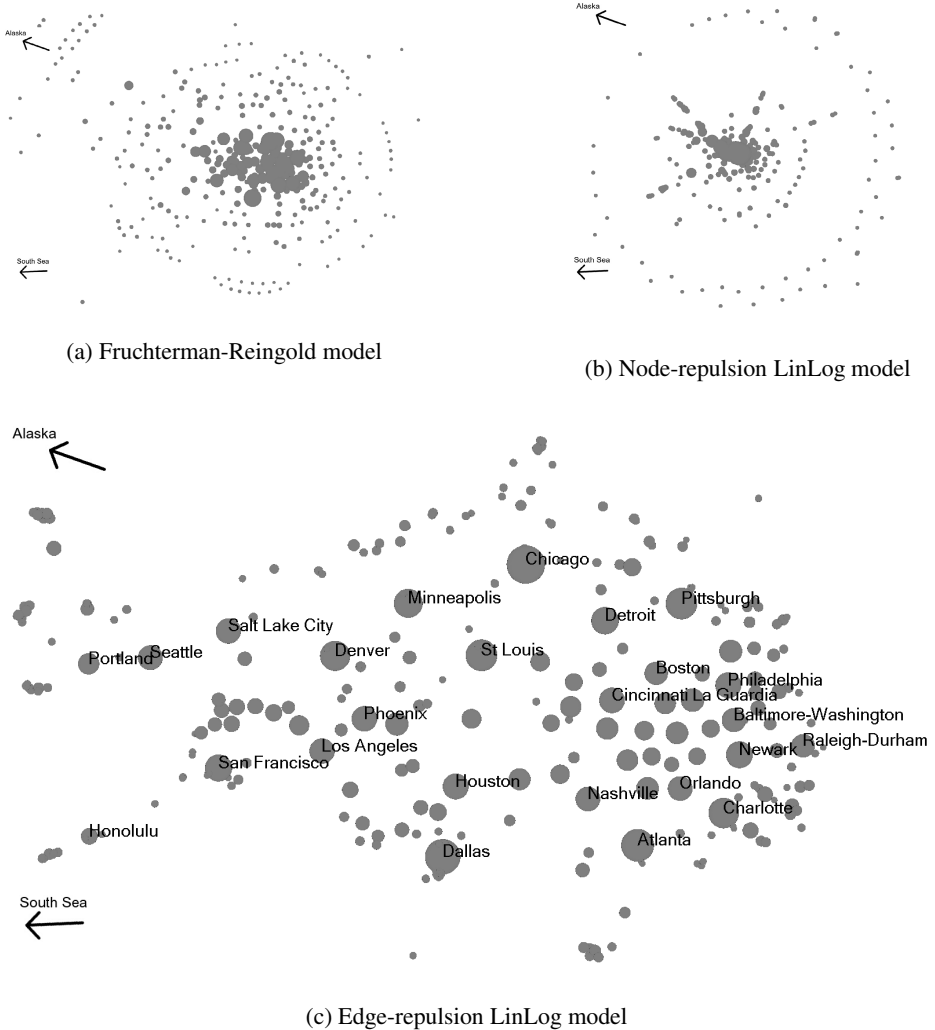 Alaska
South Sea
(a) Fruchterman-Reingold model
Alaska
South Sea
(b) Node-repulsion LinLog model
Alaska
Chicago
Minneapolis
Pittsburgh
Detroit
Salt Lake City
Portland
Seattle
Denver
St Louis
Boston
Philadelphia
Cincinnati
La Guardia
Phoenix
Baltimore-Washington
Los Angeles
Raleigh-Durham
San Francisco
Newark
Houston
Nashville
Orlando
Charlotte
Honolulu
Dallas
Atlanta
South Sea
(c) Edge-repulsion LinLog model